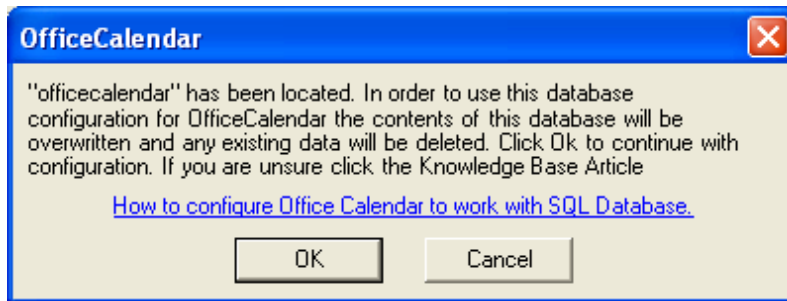 OfficeCalendar
"officecalendar" has been located. In order to use this database
configuration for OfficeCalendar the contents of this database will be
overwritten and any existing data will be deleted. Click Ok to continue with
configuration. If you are unsure click the Knowledge Base Article
How to configure Office Calendar to work with SQL Database.
OK
Cancel